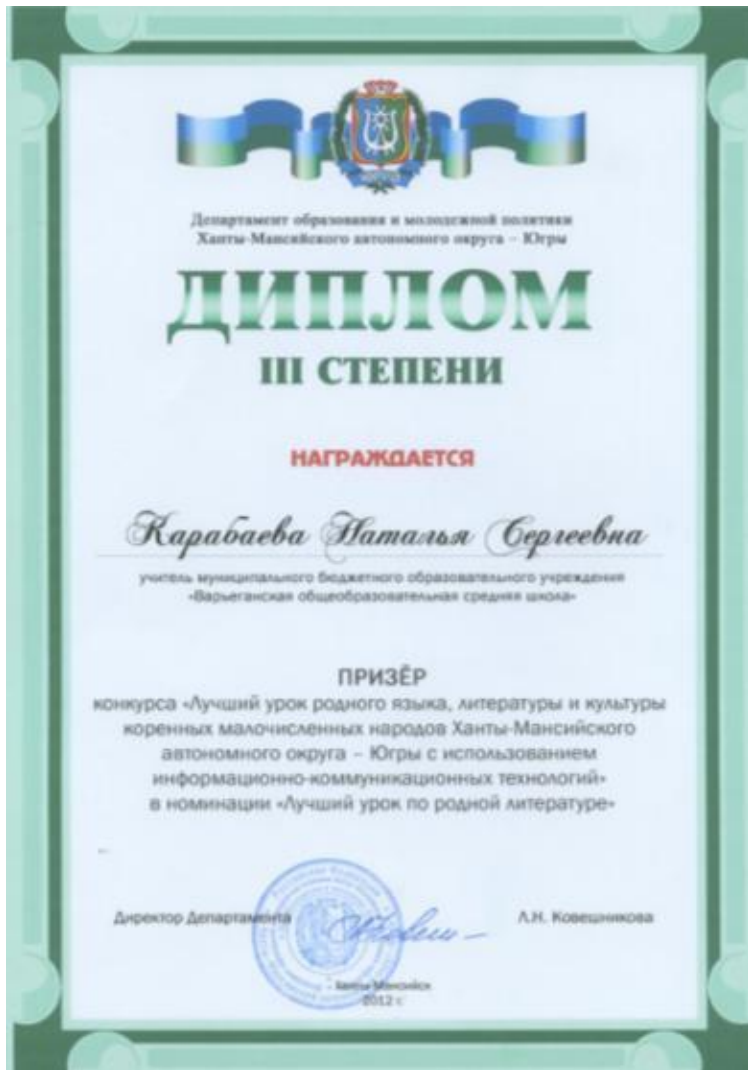 Департамент образования и молодежной политики
Ханты-Мансийского автономного округа – Югры
ДИПЛОМ
III СТЕПЕНИ
НАГРАЖДАЕТСЯ
Карабаева Наталья Сергеевна
учитель муниципального бюджетного образовательного учреждения
«Варьеганская общеобразовательная средняя школа»
ПРИЗЁР
конкурса «Лучший урок родного языка, литературы и культуры
коренных малочисленных народов Ханты-Мансийского
автономного округа – Югры с использованием
информационно-коммуникационных технологий»
в номинации «Лучший урок по родной литературе»
Директор Департамента
Л.Н. Ковешникова
Ханты-Мансийск
2012 г.